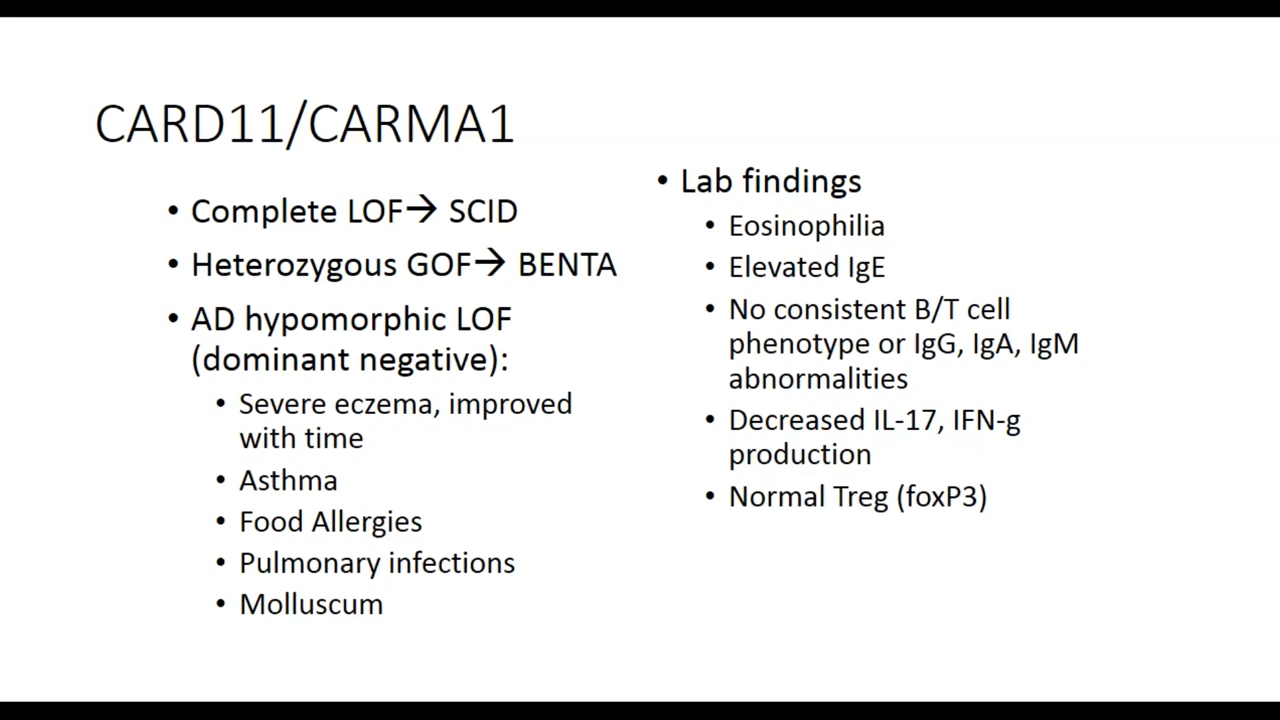 CARD11/CARMA1
• Complete LOF→ SCID
• Heterozygous GOF→ BENTA
• AD hypomorphic LOF
(dominant negative):
• Severe eczema, improved
with time
• Asthma
• Food Allergies
• Pulmonary infections
• Molluscum
• Lab findings
• Eosinophilia
• Elevated IgE
• No consistent B/T cell
phenotype or IgG, IgA, IgM
abnormalities
• Decreased IL-17, IFN-g
production
• Normal Treg (foxP3)